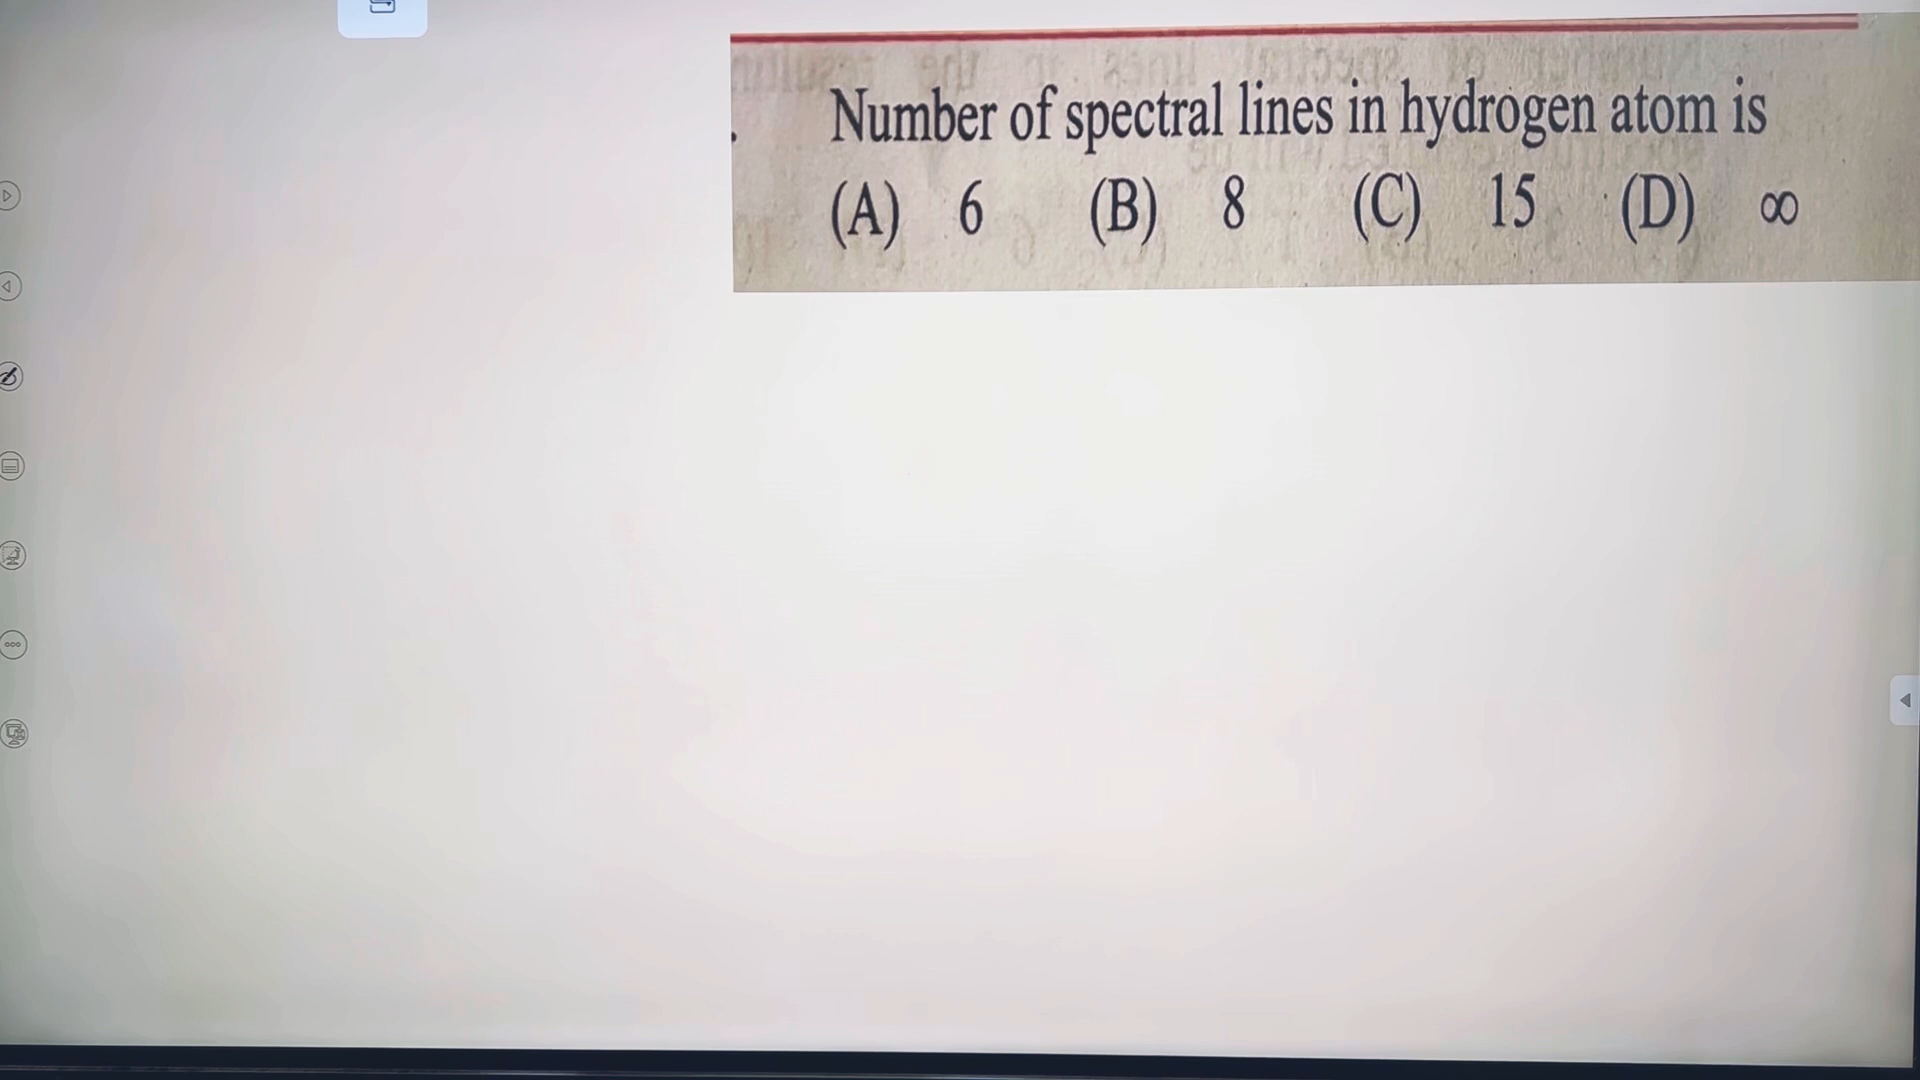 Number of spectral lines in hydrogen atom is
(A) 6 (B) 8 (C) 15 (D) ∞